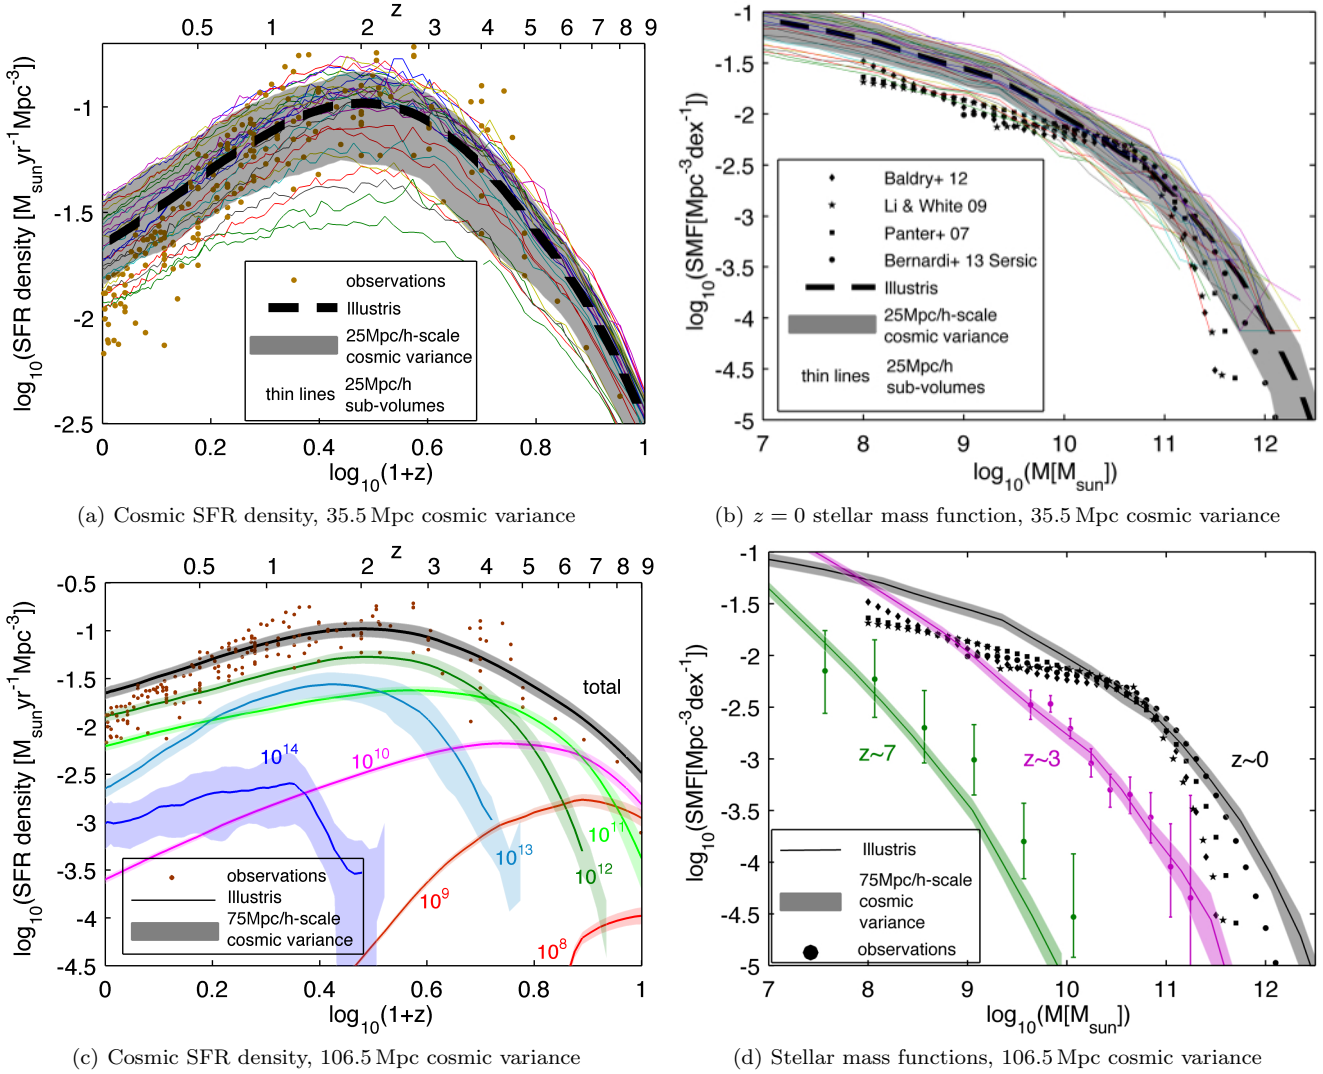 z
0.5 1 2 3 4 5 6 7 8 9
-1
-1.5
-2
-2.5
log10(SFR density [Msunyr-1Mpc-3])
observations
Illustris
25Mpc/h-scale
cosmic variance
thin lines 25Mpc/h
sub-volumes
0 0.2 0.4 0.6 0.8 1
log10(1+z)
(a) Cosmic SFR density, 35.5 Mpc cosmic variance
-1
-1.5
-2
-2.5
-3
-3.5
-4
-4.5
-5
log10(SMF[Mpc-3dex-1])
Baldry+ 12
Li & White 09
Panter+ 07
Bernardi+ 13 Sersic
Illustris
25Mpc/h-scale
cosmic variance
thin lines 25Mpc/h
sub-volumes
7 8 9 10 11 12
log10(M[Msun])
(b) z = 0 stellar mass function, 35.5 Mpc cosmic variance
z
0.5 1 2 3 4 5 6 7 8 9
-0.5
-1
-1.5
-2
-2.5
-3
-3.5
-4
-4.5
log10(SFR density [Msunyr-1Mpc-3])
total
10^14
10^10
10^11
10^13
10^12
10^9
10^8
observations
Illustris
75Mpc/h-scale
cosmic variance
0 0.2 0.4 0.6 0.8 1
log10(1+z)
(c) Cosmic SFR density, 106.5 Mpc cosmic variance
-1
-1.5
-2
-2.5
-3
-3.5
-4
-4.5
-5
log10(SMF[Mpc-3dex-1])
z~7
z~3
z~0
Illustris
75Mpc/h-scale
cosmic
variance
observations
7 8 9 10 11 12
log10(M[Msun])
(d) Stellar mass functions, 106.5 Mpc cosmic variance